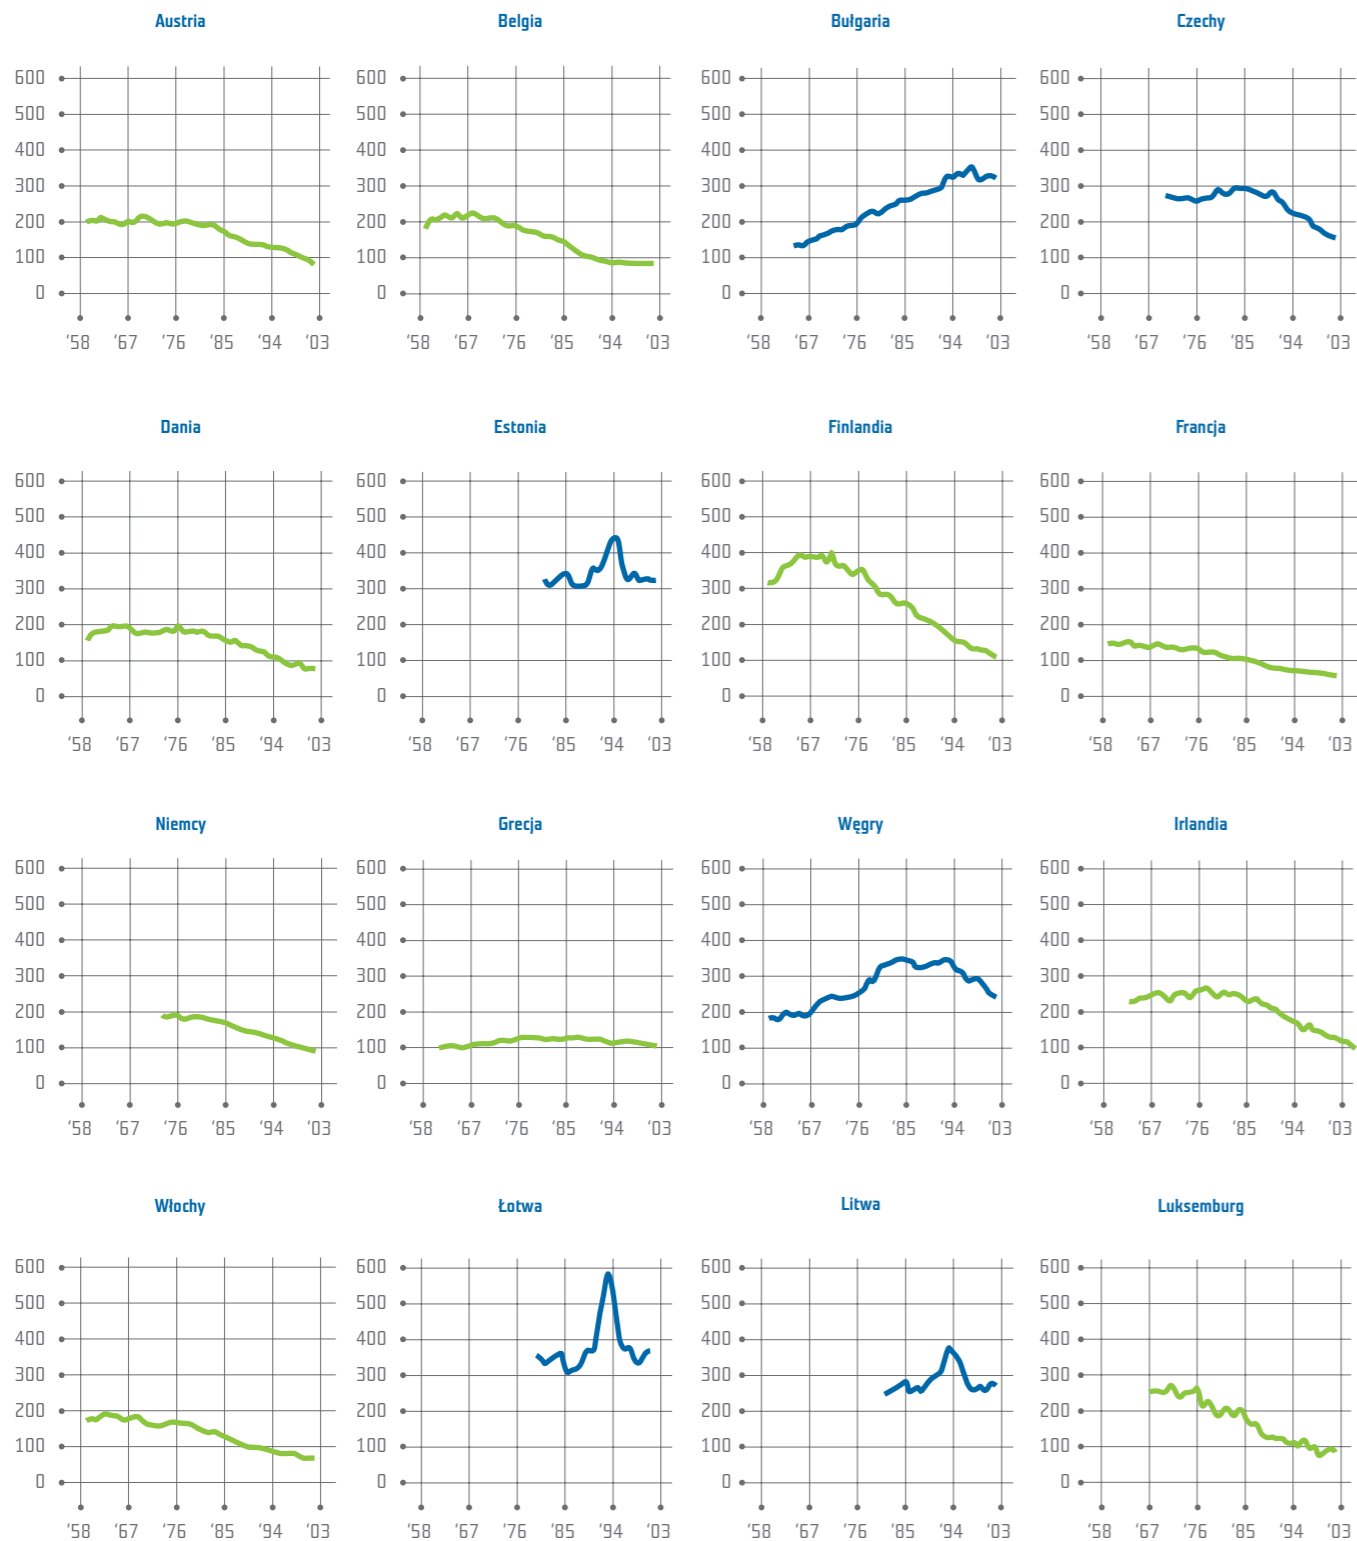 Austria Belgia Bułgaria Czechy
600 600 600 600
500 500 500 500
400 400 400 400
300 300 300 300
200 200 200 200
100 100 100 100
0 0 0 0
‘58 ‘67 ‘76 ‘85 ‘94 ‘03 ‘58 ‘67 ‘76 ‘85 ‘94 ‘03 ‘58 ‘67 ‘76 ‘85 ‘94 ‘03 ‘58 ‘67 ‘76 ‘85 ‘94 ‘03
Dania Estonia Finlandia Francja
600 600 600 600
500 500 500 500
400 400 400 400
300 300 300 300
200 200 200 200
100 100 100 100
0 0 0 0
‘58 ‘67 ‘76 ‘85 ‘94 ‘03 ‘58 ‘67 ‘76 ‘85 ‘94 ‘03 ‘58 ‘67 ‘76 ‘85 ‘94 ‘03 ‘58 ‘67 ‘76 ‘85 ‘94 ‘03
Niemcy Grecja Węgry Irlandia
600 600 600 600
500 500 500 500
400 400 400 400
300 300 300 300
200 200 200 200
100 100 100 100
0 0 0 0
‘58 ‘67 ‘76 ‘85 ‘94 ‘03 ‘58 ‘67 ‘76 ‘85 ‘94 ‘03 ‘58 ‘67 ‘76 ‘85 ‘94 ‘03 ‘58 ‘67 ‘76 ‘85 ‘94 ‘03
Włochy Łotwa Litwa Luksemburg
600 600 600 600
500 500 500 500
400 400 400 400
300 300 300 300
200 200 200 200
100 100 100 100
0 0 0 0
‘58 ‘67 ‘76 ‘85 ‘94 ‘03 ‘58 ‘67 ‘76 ‘85 ‘94 ‘03 ‘58 ‘67 ‘76 ‘85 ‘94 ‘03 ‘58 ‘67 ‘76 ‘85 ‘94 ‘03